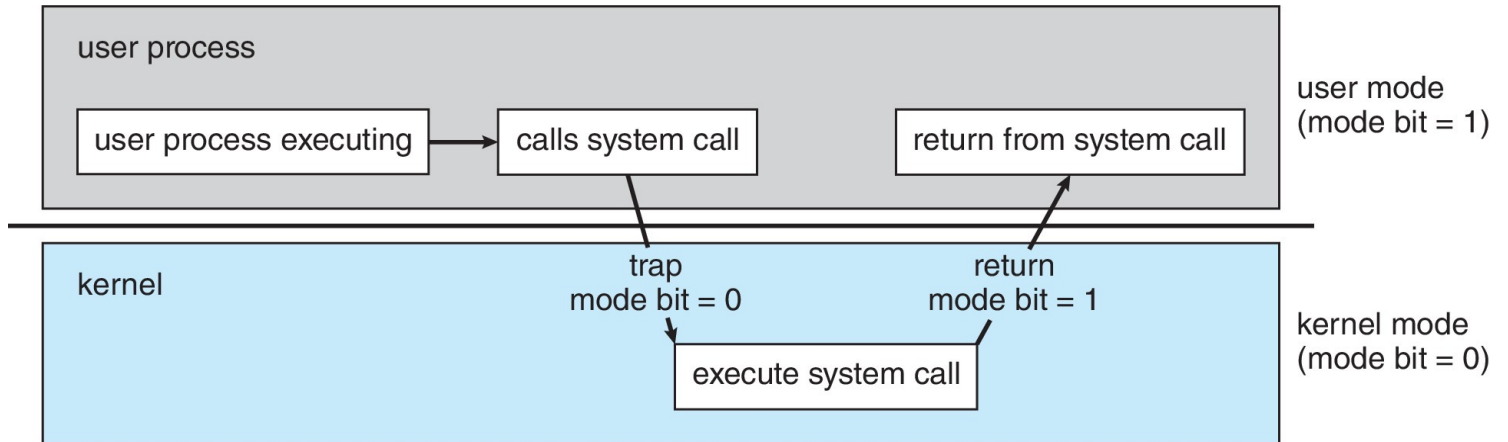 user process
user process executing
calls system call
return from system call
user mode
(mode bit = 1)
kernel
trap
mode bit = 0
return
mode bit = 1
execute system call
kernel mode
(mode bit = 0)